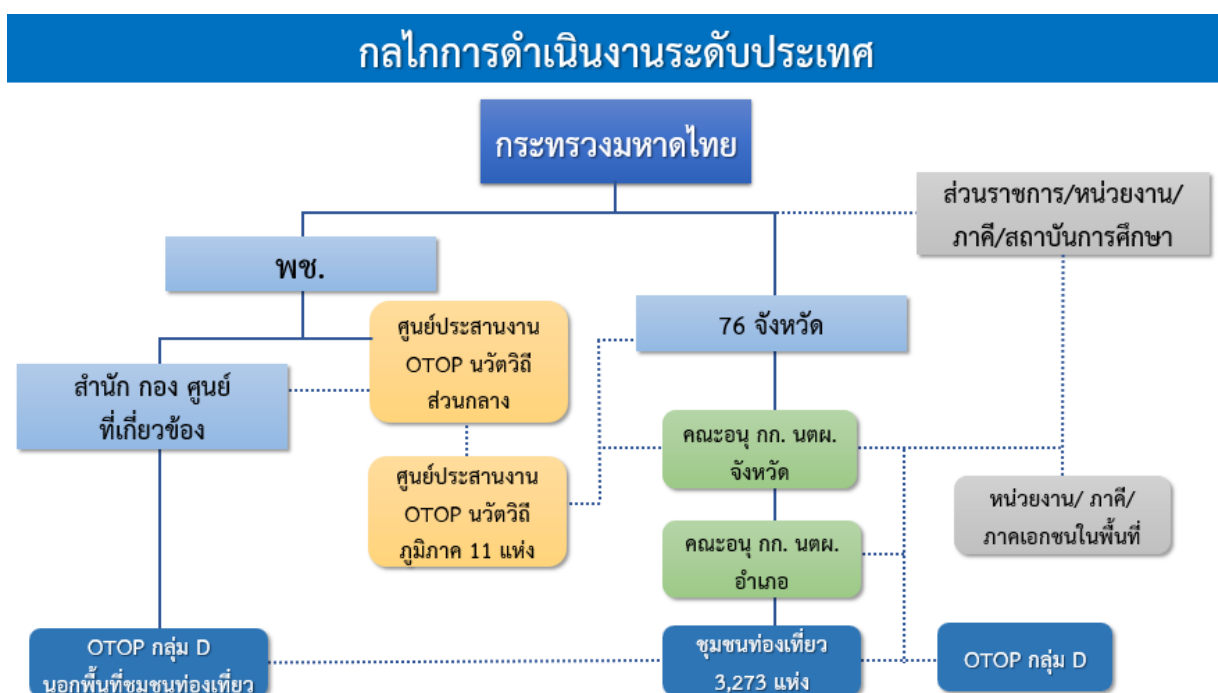 กลไกการดำเนินงานระดับประเทศ
กระทรวงมหาดไทย
ส่วนราชการ/หน่วยงาน/
ภาคี/สถาบันการศึกษา
พช.
76 จังหวัด
ศูนย์ประสานงาน
OTOP นวัตวิถี
ส่วนกลาง
สำนัก กอง ศูนย์
ที่เกี่ยวข้อง
คณะอนุ กก. นตผ.
จังหวัด
ศูนย์ประสานงาน
OTOP นวัตวิถี
ภูมิภาค 11 แห่ง
หน่วยงาน/ ภาคี/
ภาคเอกชนในพื้นที่
คณะอนุ กก. นตผ.
อำเภอ
OTOP กลุ่ม D
นอกพื้นที่ชุมชนท่องเที่ยว
ชุมชนท่องเที่ยว
3,273 แห่ง
OTOP กลุ่ม D